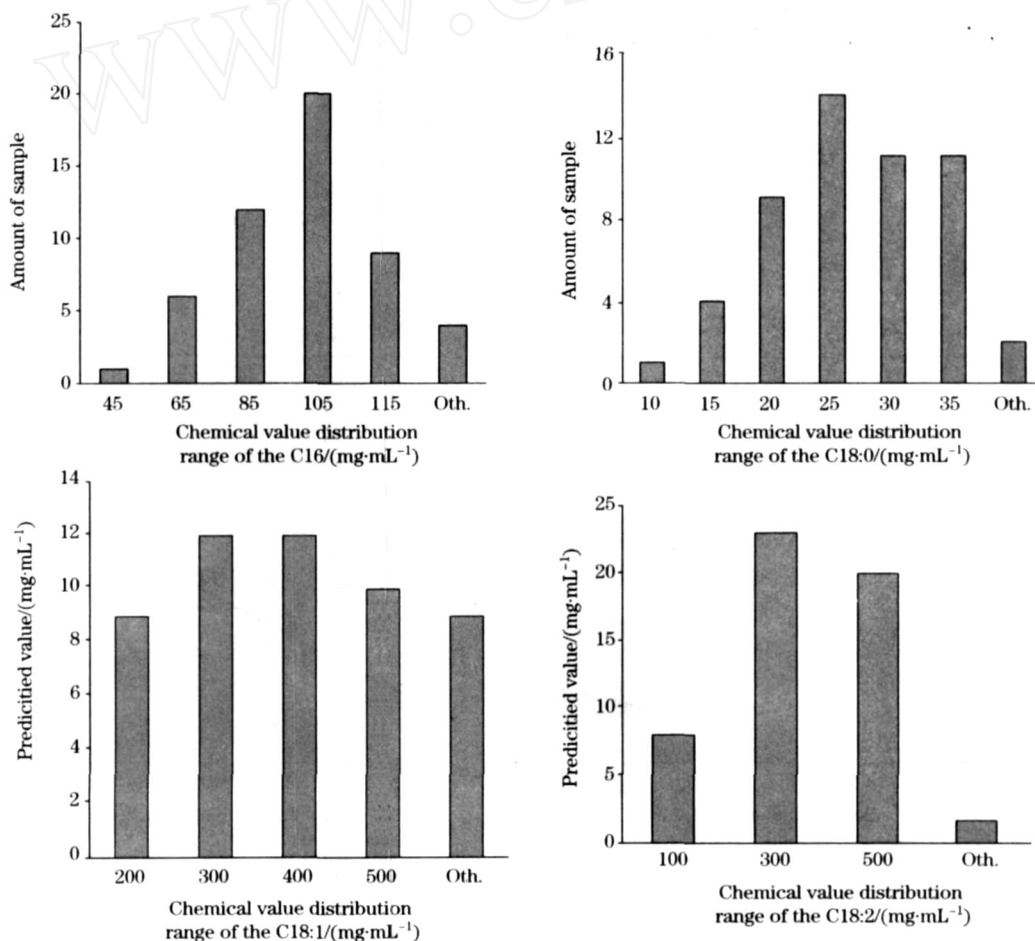 www.
25
20
15
10
5
0
Amount of sample
45 65 85 105 115 Oth.
Chemical value distribution
range of the C16/(mg·mL⁻¹)
16
12
8
4
0
Amount of sample
10 15 20 25 30 35 Oth.
Chemical value distribution
range of the C18:0/(mg·mL⁻¹)
14
12
10
8
6
4
2
0
Predicitied value/(mg·mL⁻¹)
200 300 400 500 Oth.
Chemical value distribution
range of the C18:1/(mg·mL⁻¹)
25
20
15
10
5
0
Predicitied value/(mg·mL⁻¹)
100 300 500 Oth.
Chemical value distribution
range of the C18:2/(mg·mL⁻¹)